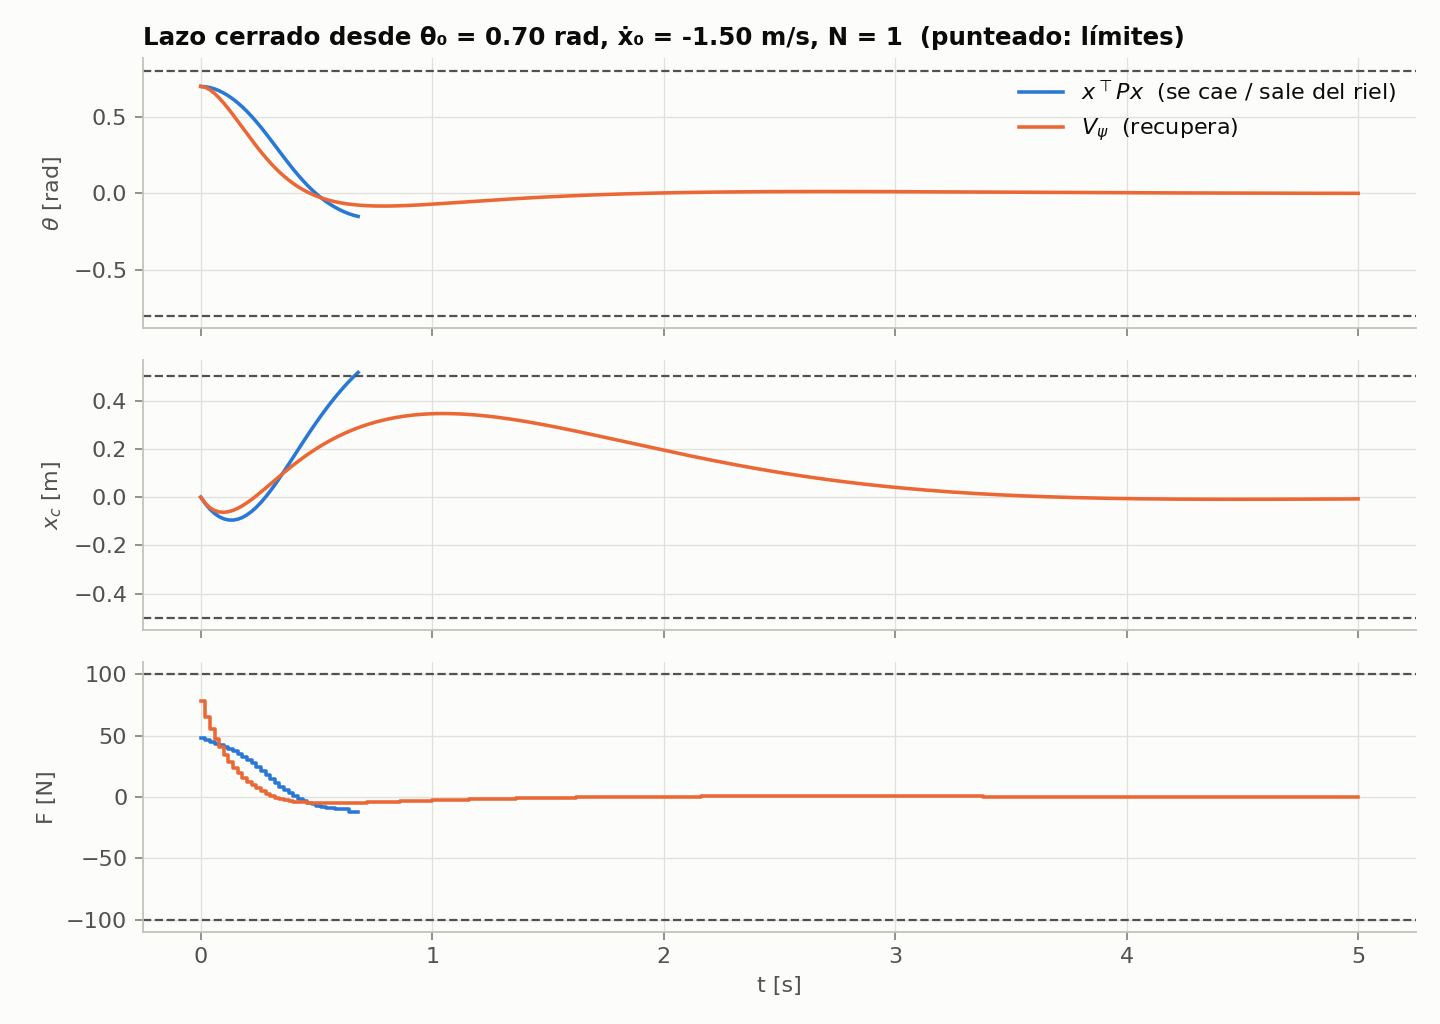 Lazo cerrado desde θ₀ = 0.70 rad, ẋ₀ = -1.50 m/s, N = 1  (punteado: límites)
x⊤Px  (se cae / sale del riel)
Vψ  (recupera)
0.5
0.0
−0.5
θ [rad]
0.4
0.2
0.0
−0.2
−0.4
x_c [m]
100
50
0
−50
−100
F [N]
0 1 2 3 4 5
t [s]